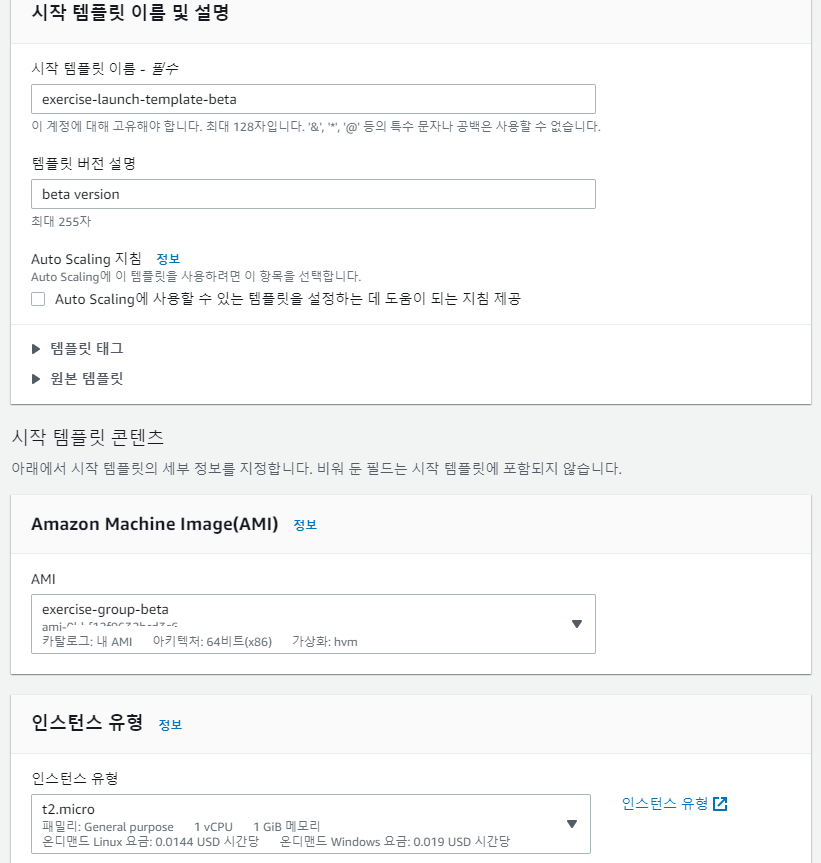 시작 템플릿 이름 및 설명
시작 템플릿 이름 - 필수
exercise-launch-template-beta
이 계정에 대해 고유해야 합니다. 최대 128자입니다. '&', '*', '@' 등의 특수 문자나 공백은 사용할 수 없습니다.
템플릿 버전 설명
beta version
최대 255자
Auto Scaling 지침 정보
Auto Scaling에 이 템플릿을 사용하려면 이 항목을 선택합니다.
Auto Scaling에 사용할 수 있는 템플릿을 설정하는 데 도움이 되는 지침 제공
템플릿 태그
원본 템플릿
시작 템플릿 콘텐츠
아래에서 시작 템플릿의 세부 정보를 지정합니다. 비워 둔 필드는 시작 템플릿에 포함되지 않습니다.
Amazon Machine Image(AMI) 정보
AMI
exercise-group-beta
카탈로그: 내 AMI 아키텍처: 64비트(x86) 가상화: hvm
인스턴스 유형 정보
인스턴스 유형
t2.micro
인스턴스 유형
패밀리: General purpose 1 vCPU 1 GiB 메모리
온디맨드 Linux 요금: 0.0144 USD 시간당 온디맨드 Windows 요금: 0.019 USD 시간당